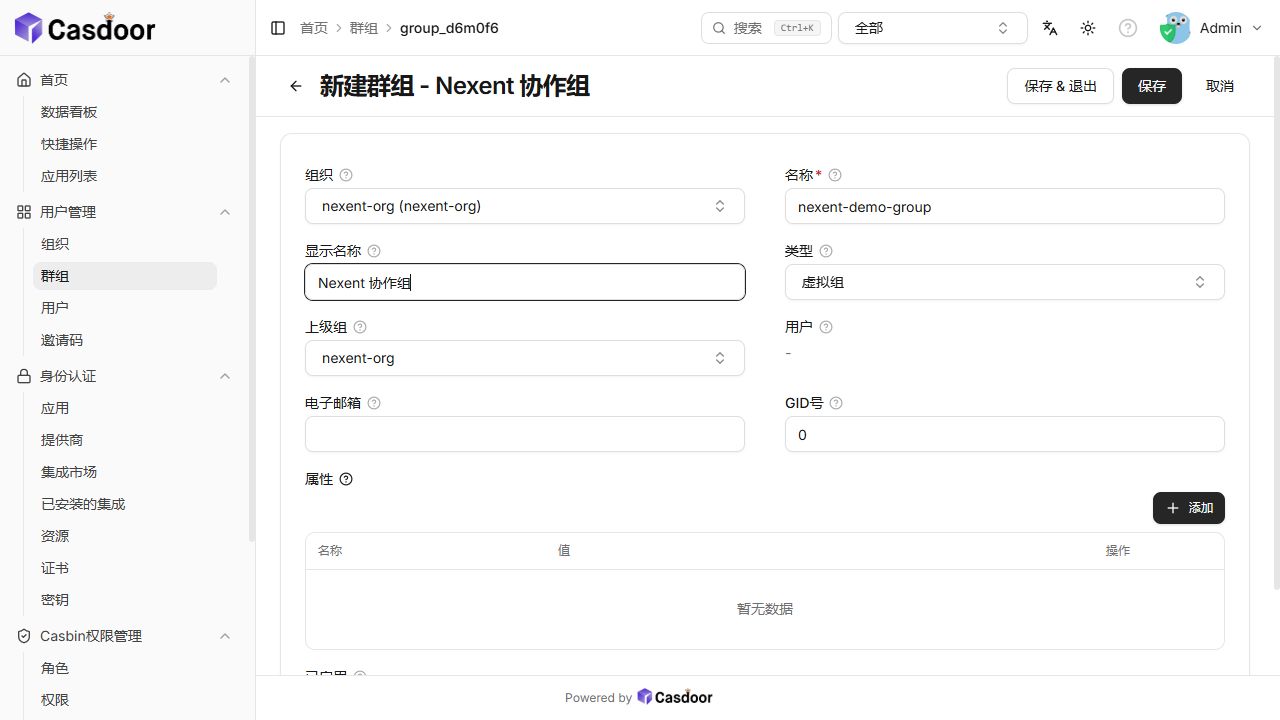 Casdoor
首页
群组
group_d6m0f6
搜索
Ctrl+K
全部
Admin
首页
数据看板
快捷操作
应用列表
用户管理
组织
群组
用户
邀请码
身份认证
应用
提供商
集成市场
已安装的集成
资源
证书
密钥
Casbin权限管理
角色
权限
新建群组 - Nexent 协作组
保存 & 退出
保存
取消
组织
nexent-org (nexent-org)
名称*
nexent-demo-group
显示名称
Nexent 协作组
类型
虚拟组
上级组
nexent-org
用户
-
电子邮箱
GID号
0
属性
添加
名称
值
操作
暂无数据
已启用
Powered by Casdoor